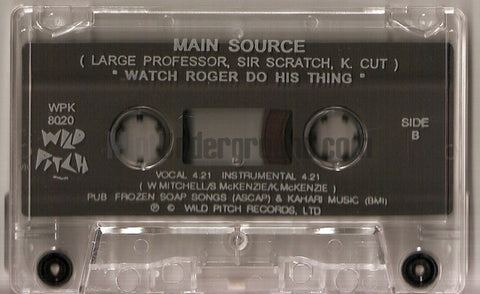 MAIN SOURCE
( LARGE PROFESSOR, SIR SCRATCH, K. CUT )
" WATCH ROGER DO HIS THING "
WPK
8020
WILD
PITCH
SIDE
B
VOCAL 4.21 INSTRUMENTAL 4.21
( W MITCHELL/S McKENZIE/K.McKENZIE )
PUB FROZEN SOAP SONGS (ASCAP) & KAHARI MUSIC (BMI)
℗ © WILD PITCH RECORDS, LTD